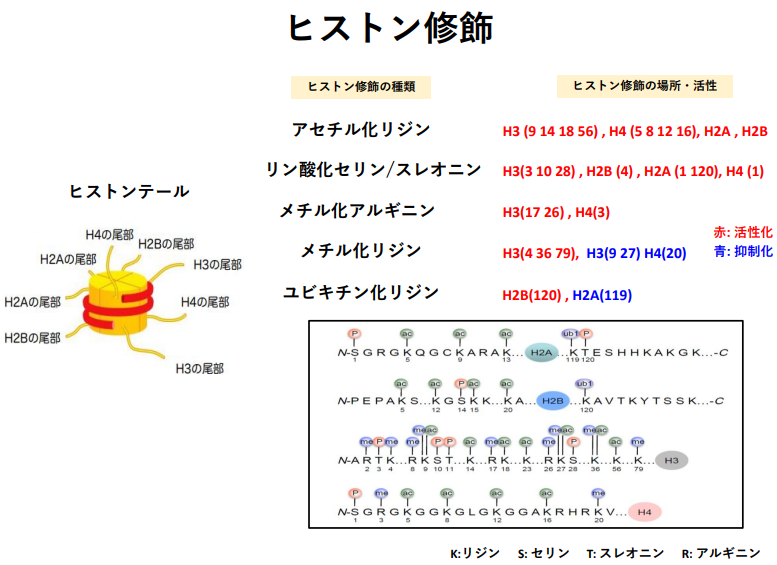 ヒストン修飾
ヒストン修飾の種類
ヒストン修飾の場所・活性
アセチル化リジン
H3 (9 14 18 56) , H4 (5 8 12 16), H2A , H2B
リン酸化セリン/スレオニン
H3(3 10 28) , H2B (4) , H2A (1 120), H4 (1)
メチル化アルギニン
H3(17 26) , H4(3)
メチル化リジン
H3(4 36 79), H3(9 27) H4(20)
赤: 活性化
青: 抑制化
ユビキチン化リジン
H2B(120) , H2A(119)
ヒストンテール
H4の尾部
H2Bの尾部
H2Aの尾部
H3の尾部
H2Aの尾部
H4の尾部
H2Bの尾部
H3の尾部
P ac ac ac ub1 P
N-SGRGKQGCKARAK... H2A ...KTESHHKAKGK...-C
1 5 9 13 119 120
ac ac P ac ac ub1
N-PEPAKS...KGSKK...KA... H2B ...KAVTKYTSSK...-C
5 12 14 15 20 120
me P me me me ac P P ac me ac ac me me ac P me ac ac me
N-ARTK...RKST...K...RK...K...RKS...K...K...K... H3
2 3 4 8 9 10 11 14 17 18 23 26 27 28 36 56 79
P me ac ac ac ac me
N-SGRGKGGKGLGKGGAKRHRKV... H4
1 3 5 8 12 16 20
K:リジン S: セリン T: スレオニン R: アルギニン